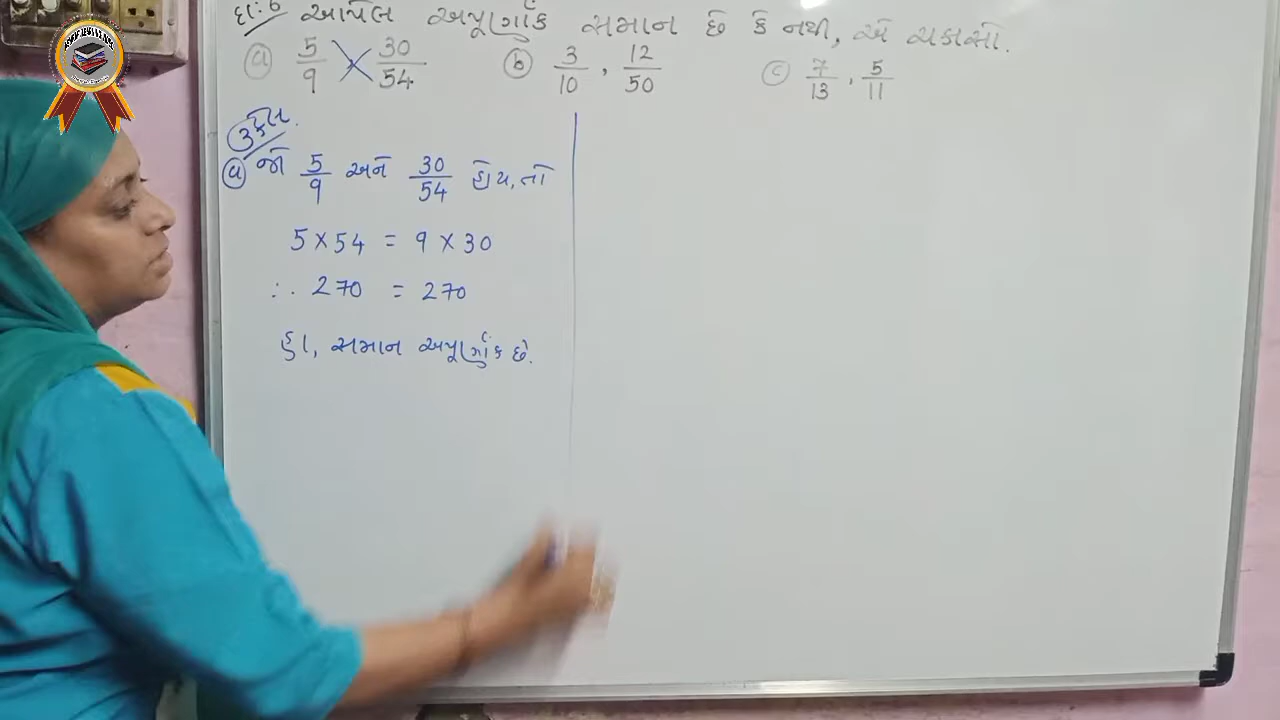 દા:6 આપેલ અપૂર્ણાંક સમાન છે કે નથી, એ ચકાસો.
a 5/9 30/54 b 3/10 , 12/50 c 7/13 , 5/11
ઉકેલ.
a જો 5/9 અને 30/54 હોય, તો
5 × 54 = 9 × 30
∴ 270 = 270
હા, સમાન અપૂર્ણાંક છે.